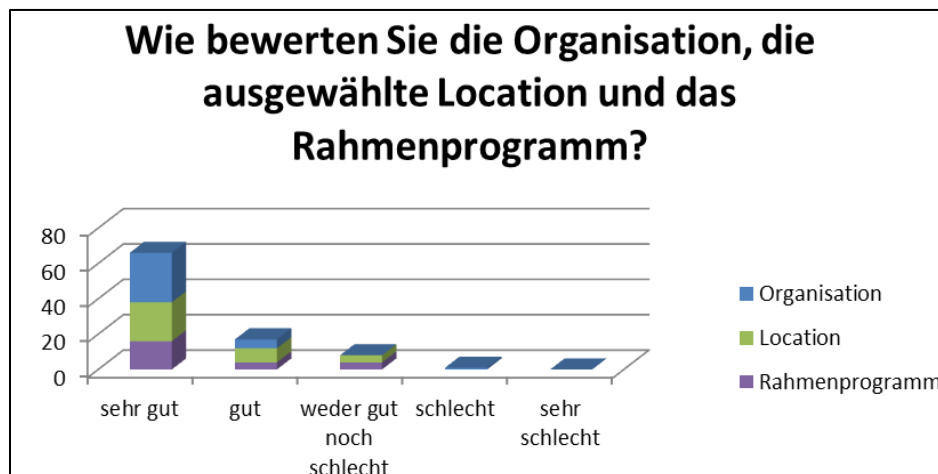 Wie bewerten Sie die Organisation, die
ausgewählte Location und das
Rahmenprogramm?
80
60
40
20
0
sehr gut
gut
weder gut
noch
schlecht
schlecht
sehr
schlecht
Organisation
Location
Rahmenprogramm